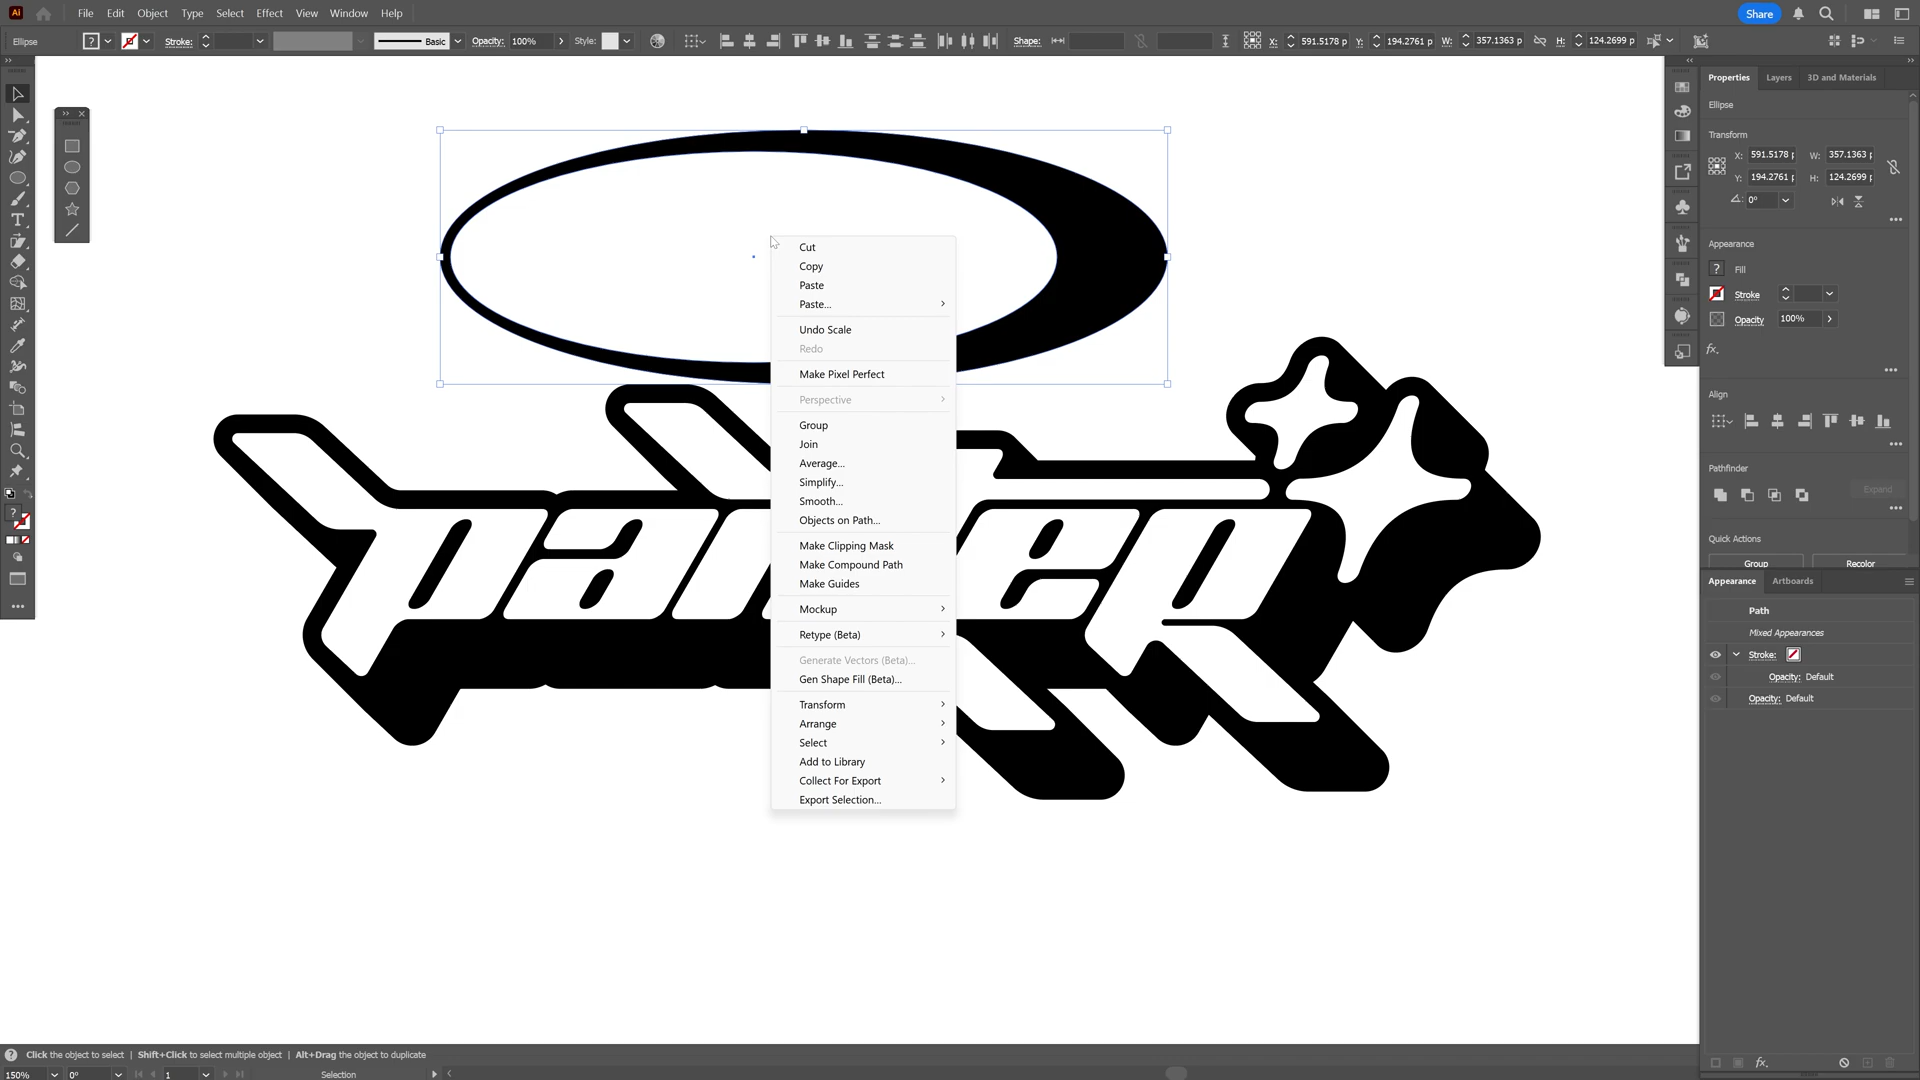 Ai File Edit Object Type Select Effect View Window Help Share
Ellipse Stroke: Basic Opacity: 100% Style: Shape: X: 591.5178 p Y: 194.2761 p W: 357.1363 p H: 124.2699 p
Properties Layers 3D and Materials
Ellipse
Transform
X: 591.5178 p W: 357.1363 p
Y: 194.2761 p H: 124.2699 p
0°
Appearance
? Fill
Stroke
Opacity 100%
fx.
Align
Pathfinder
Expand
Quick Actions
Group Recolor
Appearance Artboards
Path
Mixed Appearances
Stroke:
Opacity: Default
Opacity: Default
fx.
Cut
Copy
Paste
Paste...
Undo Scale
Redo
Make Pixel Perfect
Perspective
Group
Join
Average...
Simplify...
Smooth...
Objects on Path...
Make Clipping Mask
Make Compound Path
Make Guides
Mockup
Retype (Beta)
Generate Vectors (Beta)...
Gen Shape Fill (Beta)...
Transform
Arrange
Select
Add to Library
Collect For Export
Export Selection...
Click the object to select | Shift+Click to select multiple object | Alt+Drag the object to duplicate
150% 0° 1 Selection